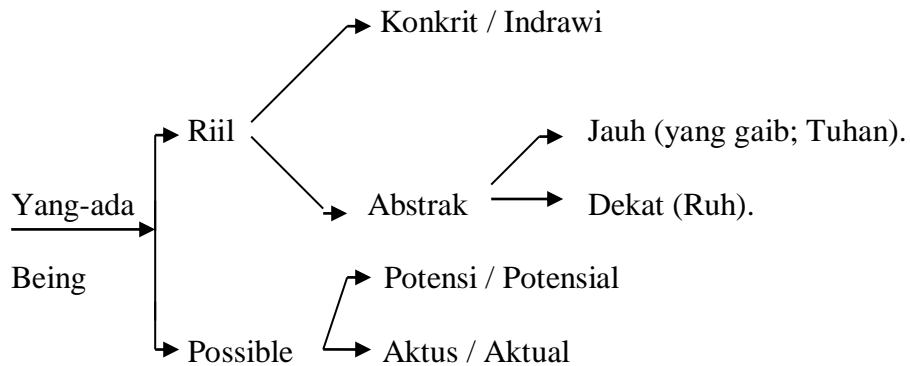 Konkrit / Indrawi
Riil
Jauh (yang gaib; Tuhan).
Yang-ada
Abstrak
Dekat (Ruh).
Being
Potensi / Potensial
Possible
Aktus / Aktual